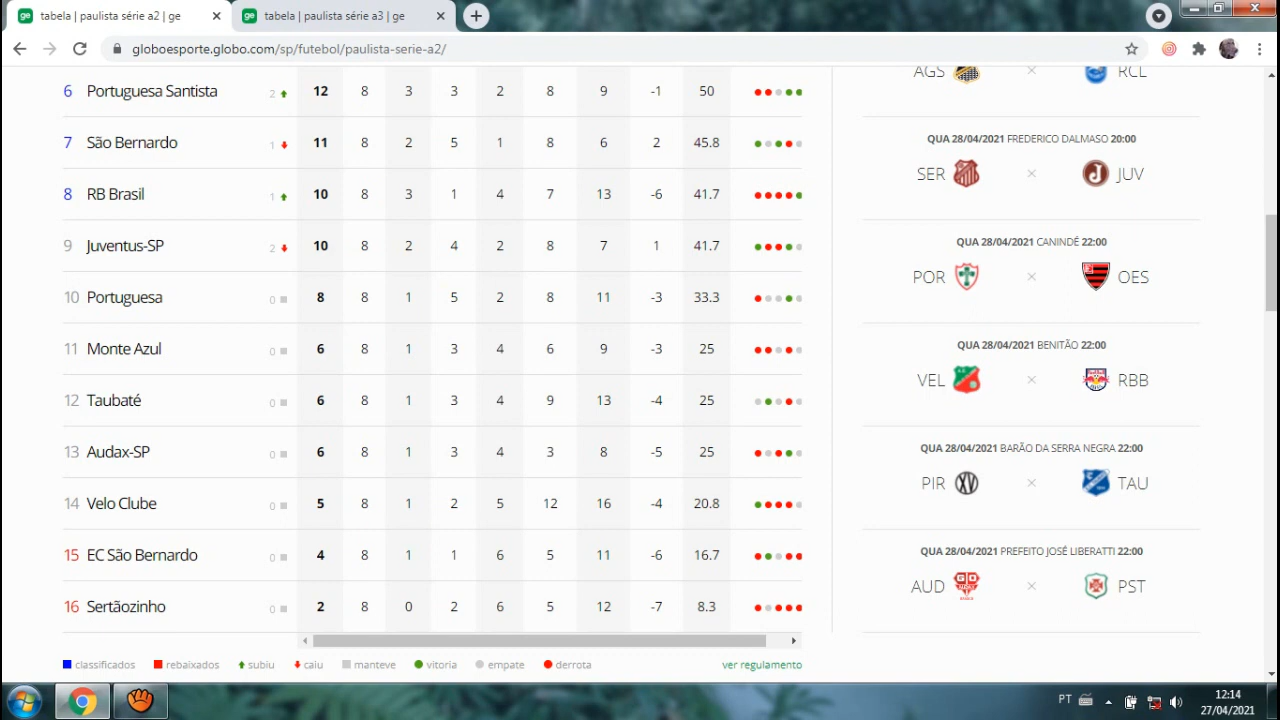 tabela | paulista série a2 | ge
tabela | paulista série a3 | ge
globoesporte.globo.com/sp/futebol/paulista-serie-a2/
6 Portuguesa Santista 2 12 8 3 3 2 8 9 -1 50
7 São Bernardo 1 11 8 2 5 1 8 6 2 45.8
8 RB Brasil 1 10 8 3 1 4 7 13 -6 41.7
9 Juventus-SP 2 10 8 2 4 2 8 7 1 41.7
10 Portuguesa 0 8 8 1 5 2 8 11 -3 33.3
11 Monte Azul 0 6 8 1 3 4 6 9 -3 25
12 Taubaté 0 6 8 1 3 4 9 13 -4 25
13 Audax-SP 0 6 8 1 3 4 3 8 -5 25
14 Velo Clube 0 5 8 1 2 5 12 16 -4 20.8
15 EC São Bernardo 0 4 8 1 1 6 5 11 -6 16.7
16 Sertãozinho 0 2 8 0 2 6 5 12 -7 8.3
classificados rebaixados subiu caiu manteve vitória empate derrota ver regulamento
AGS × RCL
QUA 28/04/2021 FREDERICO DALMASO 20:00
SER × JUV
QUA 28/04/2021 CANINDÉ 22:00
POR × OES
QUA 28/04/2021 BENITÃO 22:00
VEL × RBB
QUA 28/04/2021 BARÃO DA SERRA NEGRA 22:00
PIR × TAU
QUA 28/04/2021 PREFEITO JOSÉ LIBERATTI 22:00
AUD × PST
PT
12:14
27/04/2021